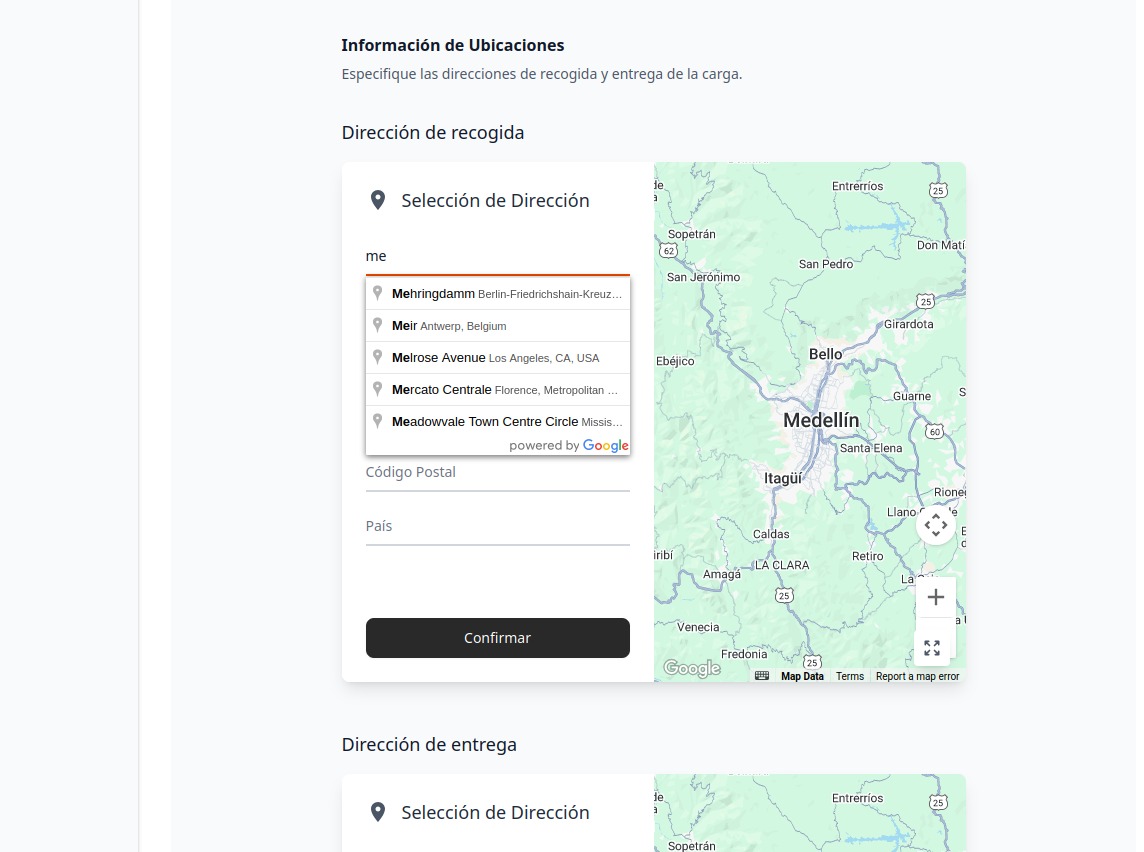 Información de Ubicaciones
Especifique las direcciones de recogida y entrega de la carga.
Dirección de recogida
Selección de Dirección
me
Mehringdamm Berlin-Friedrichshain-Kreuz…
Meir Antwerp, Belgium
Melrose Avenue Los Angeles, CA, USA
Mercato Centrale Florence, Metropolitan …
Meadowvale Town Centre Circle Missis…
powered by Google
Código Postal
País
Confirmar
Entrerríos
25
Sopetrán
62
Don Matí
San Pedro
San Jerónimo
25
Girardota
Bello
Ebéjico
Guarne
Medellín
60
Santa Elena
Itagüí
Rione
Llano
Caldas
iribí
Retiro
LA CLARA
Amagá
La
25
Venecia
Fredonia
25
Google
Map Data
Terms
Report a map error
Dirección de entrega
Selección de Dirección
Entrerríos
25
Sopetrán